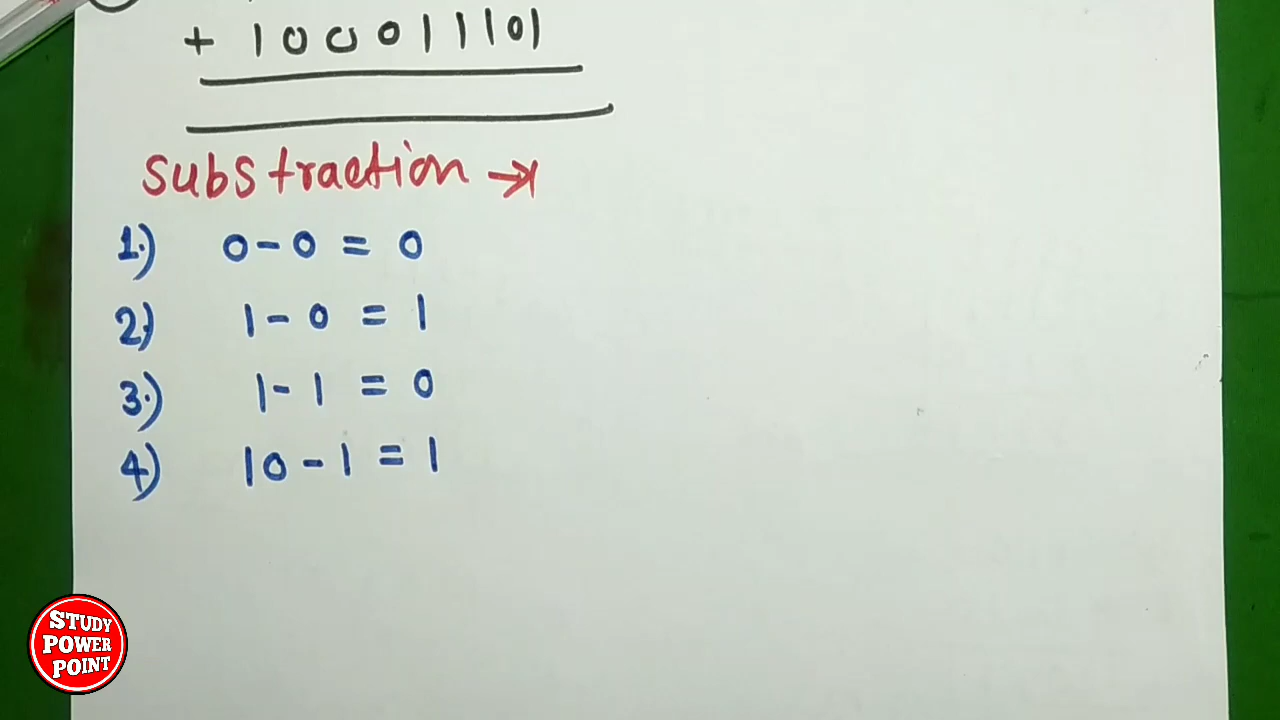 + 100011101
substraction →
1.) 0 - 0 = 0
2.) 1 - 0 = 1
3.) 1 - 1 = 0
4.) 10 - 1 = 1
STUDY
POWER
POINT